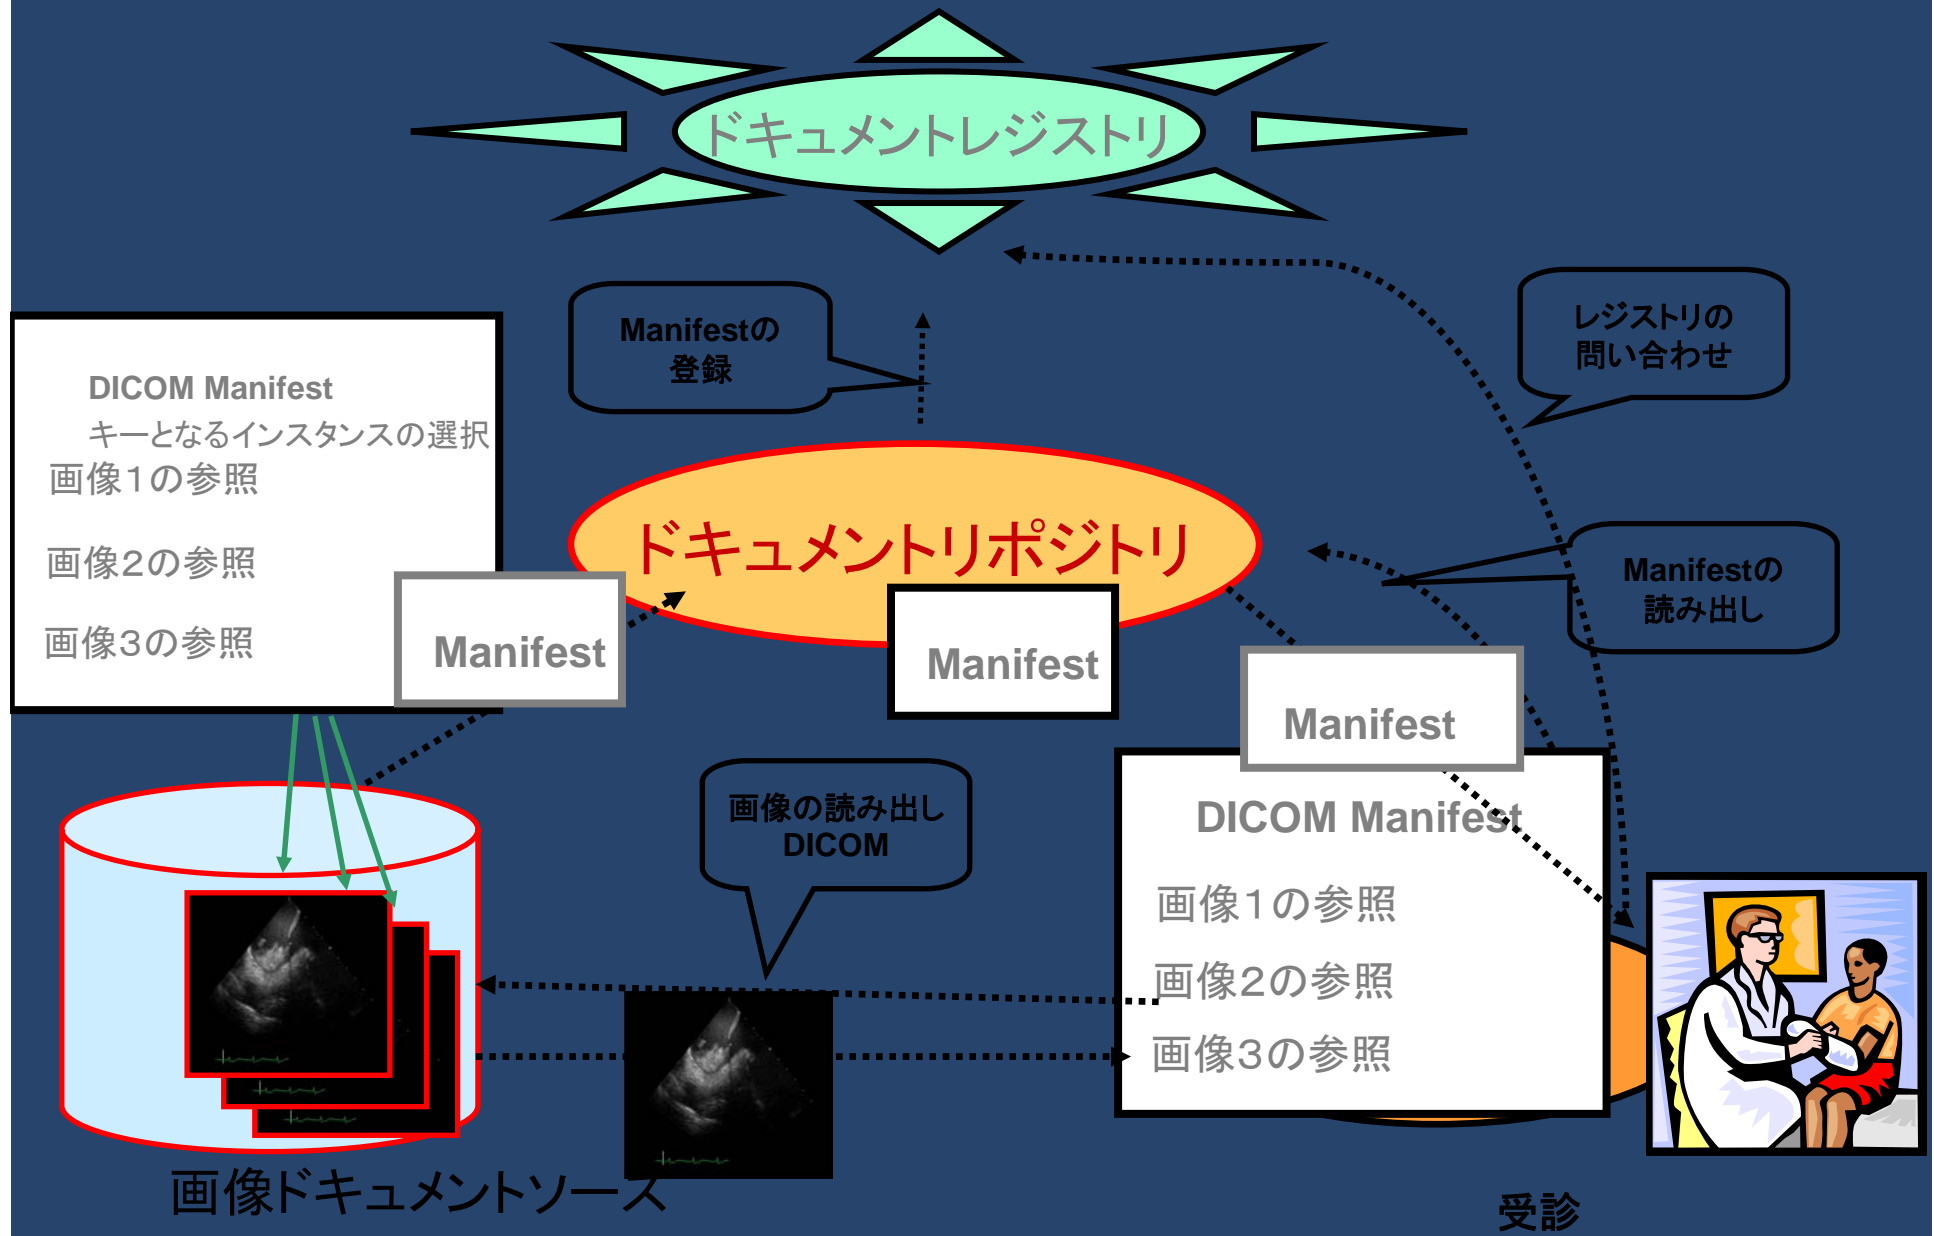 ドキュメントレジストリ
Manifestの
登録
レジストリの
問い合わせ
DICOM Manifest
キーとなるインスタンスの選択
画像1の参照
画像2の参照
画像3の参照
Manifest
ドキュメントリポジトリ
Manifest
Manifestの
読み出し
Manifest
DICOM Manifest
画像1の参照
画像2の参照
画像3の参照
画像の読み出し
DICOM
画像ドキュメントソース
受診